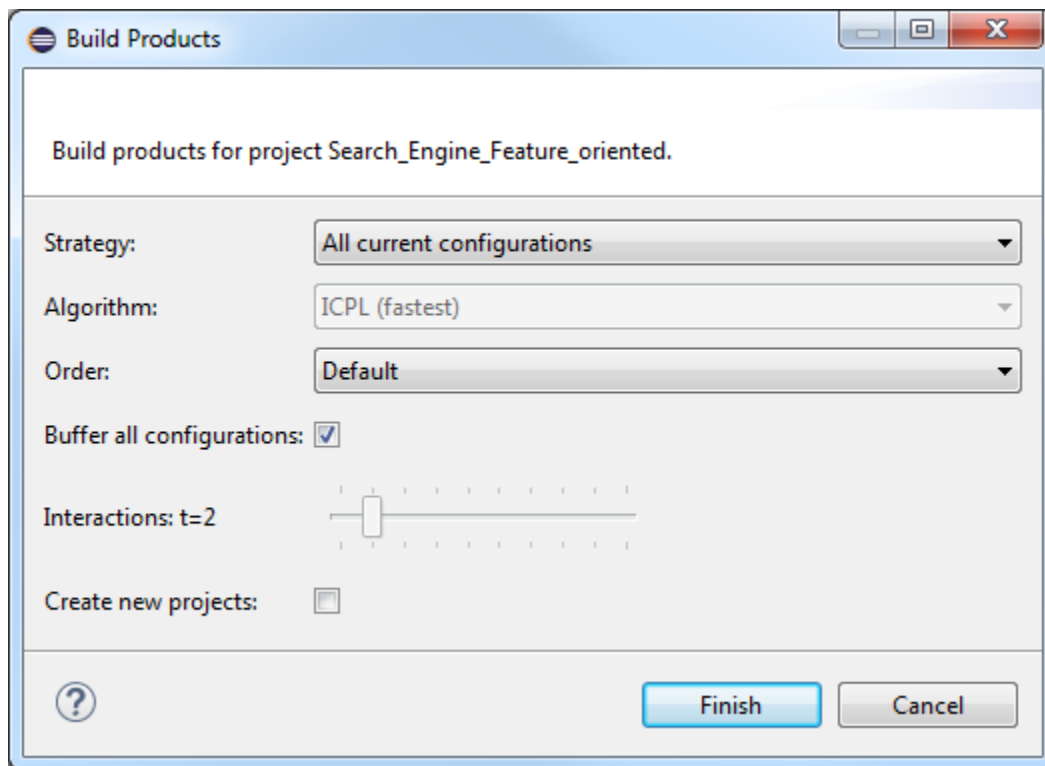 Build Products
Build products for project Search_Engine_Feature_oriented.
Strategy: All current configurations
Algorithm: ICPL (fastest)
Order: Default
Buffer all configurations:
Interactions: t=2
Create new projects:
? Finish Cancel